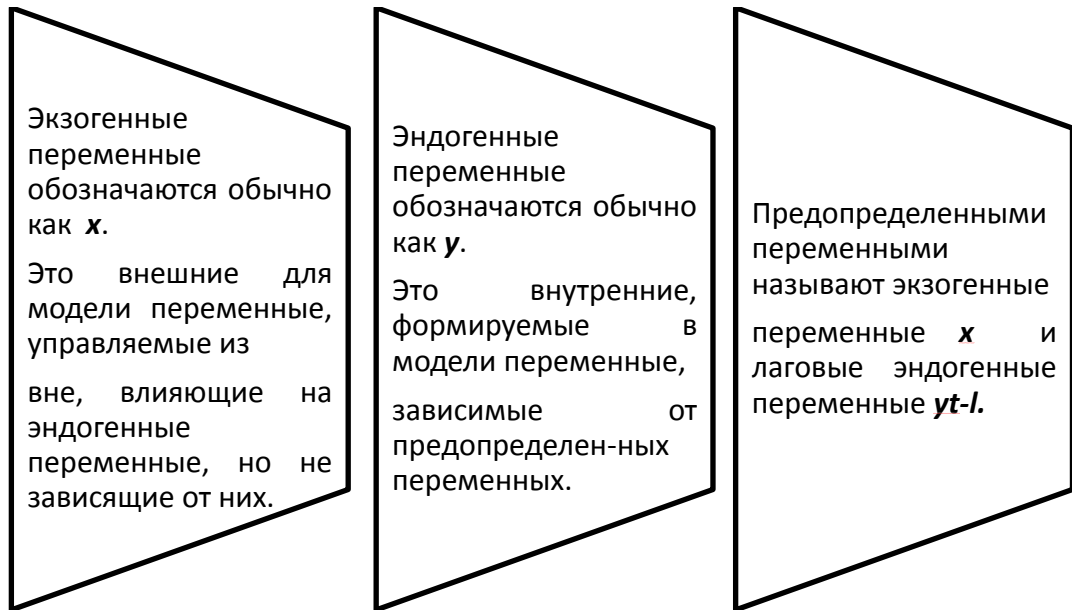 Экзогенные
переменные
обозначаются обычно
как x.
Это внешние для
модели переменные,
управляемые из
вне, влияющие на
эндогенные
переменные, но не
зависящие от них.
Эндогенные
переменные
обозначаются обычно
как y.
Это внутренние,
формируемые в
модели переменные,
зависимые от
предопределен-ных
переменных.
Предопределенными
переменными
называют экзогенные
переменные x и
лаговые эндогенные
переменные yt-l.